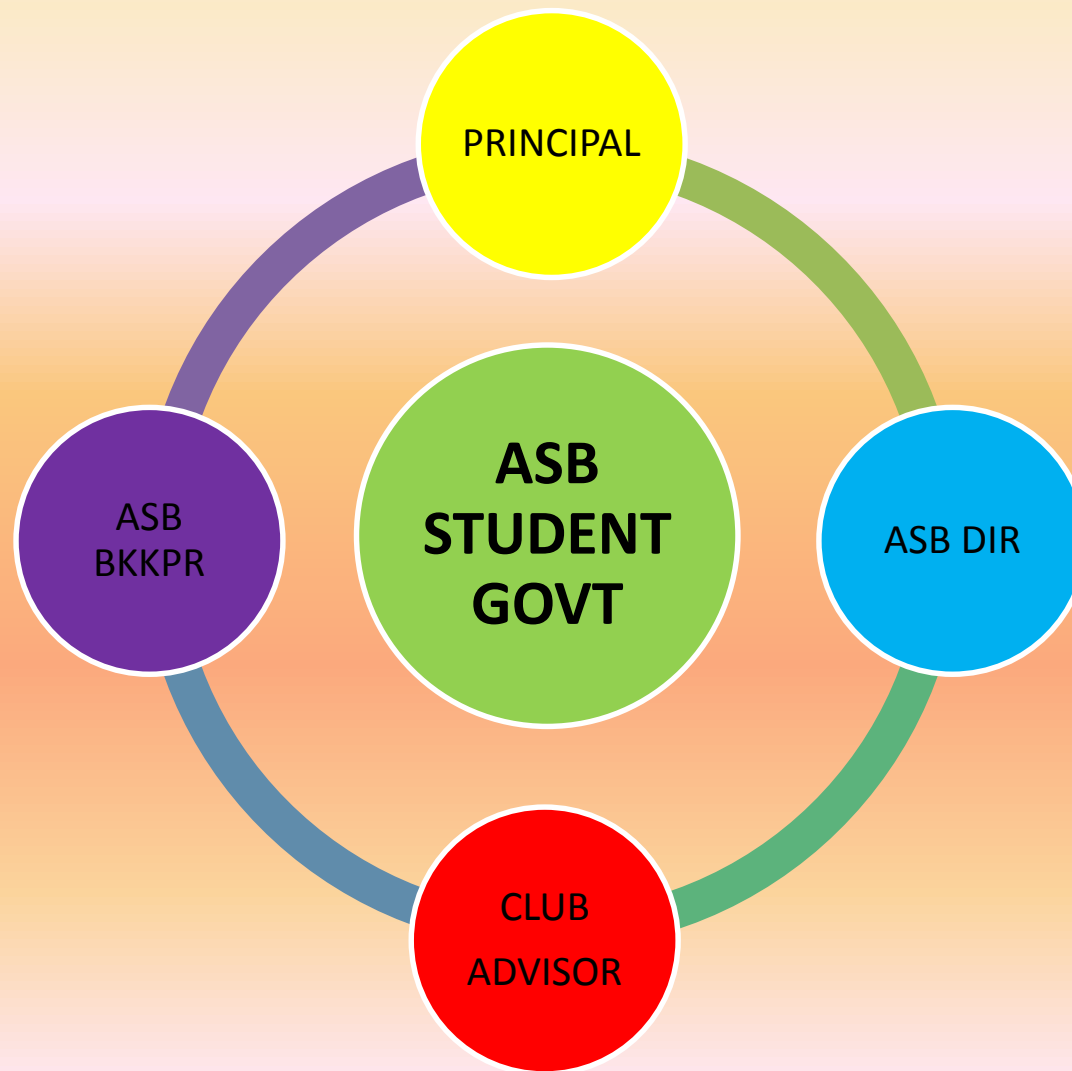 PRINCIPAL
ASB
STUDENT
GOVT
ASB
BKKPR
ASB DIR
CLUB
ADVISOR